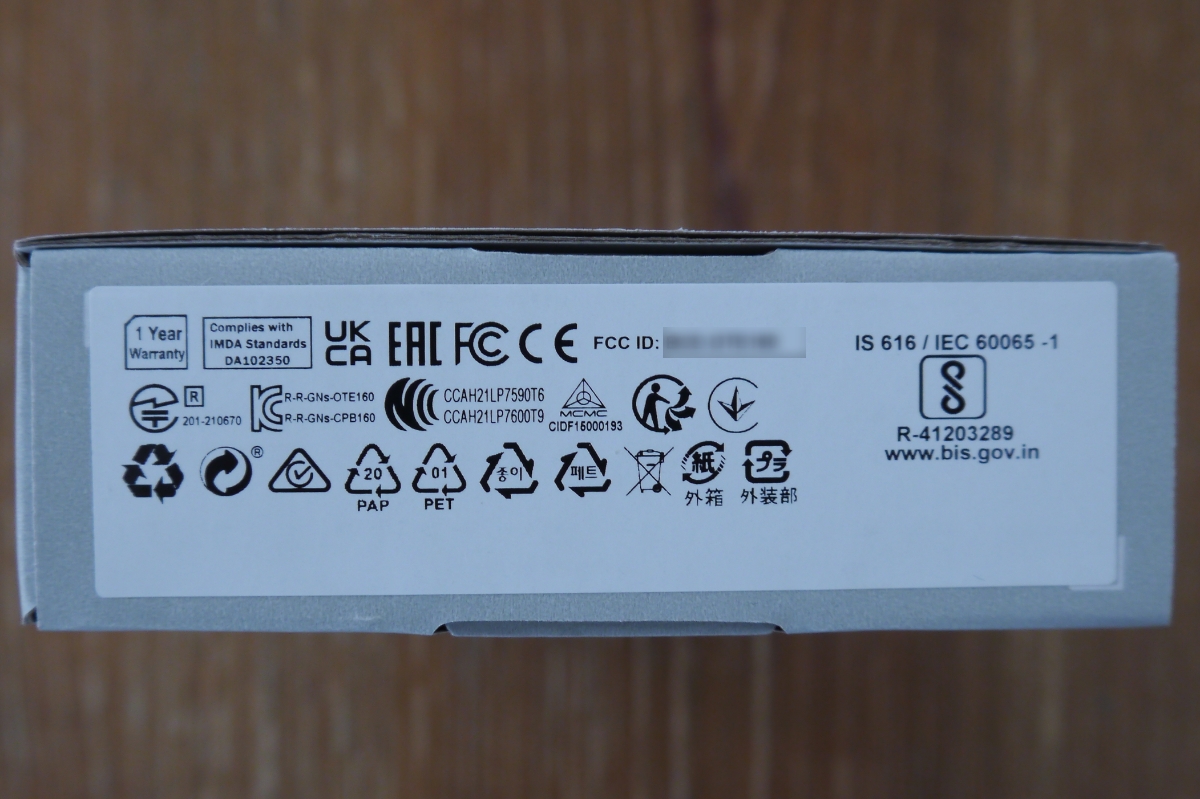 1 Year
Warranty
Complies with
IMDA Standards
DA102350
UK
CA
EAC
FC
CE
FCC ID:
IS 616 / IEC 60065 -1
R
201-210670
R-R-GNs-OTE160
R-R-GNs-CPB160
CCAH21LP7590T6
CCAH21LP7600T9
MCMC
CIDF15000193
R-41203289
www.bis.gov.in
®
20
PAP
01
PET
종이
페트
紙
外箱
プラ
外装部